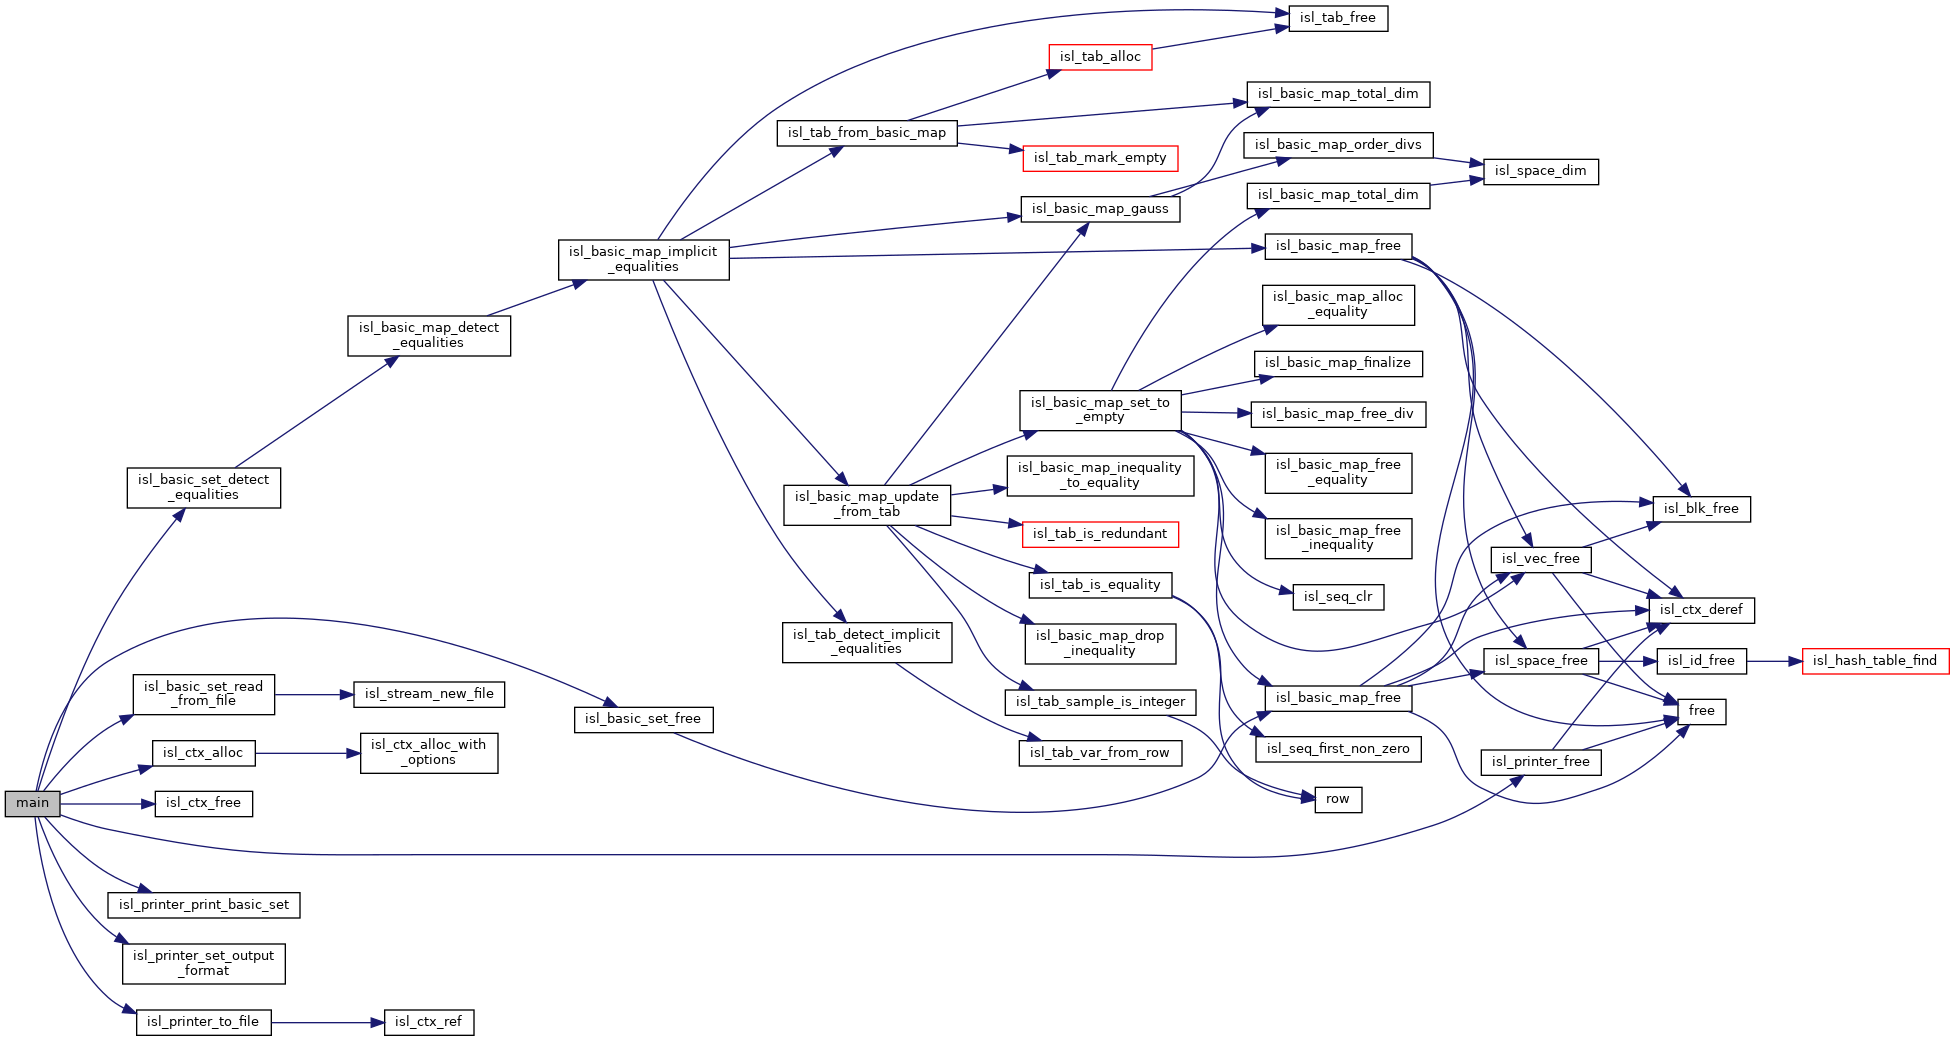 isl_tab_free
isl_tab_alloc
isl_basic_map_total_dim
isl_tab_from_basic_map
isl_basic_map_order_divs
isl_tab_mark_empty
isl_space_dim
isl_basic_map_total_dim
isl_basic_map_gauss
isl_basic_map_implicit
_equalities
isl_basic_map_free
isl_basic_map_alloc
_equality
isl_basic_map_detect
_equalities
isl_basic_map_finalize
isl_basic_map_set_to
_empty
isl_basic_map_free_div
isl_basic_map_free
_equality
isl_basic_map_inequality
_to_equality
isl_basic_set_detect
_equalities
isl_basic_map_update
_from_tab
isl_blk_free
isl_tab_is_redundant
isl_basic_map_free
_inequality
isl_vec_free
isl_tab_is_equality
isl_seq_clr
isl_ctx_deref
isl_tab_detect_implicit
_equalities
isl_basic_map_drop
_inequality
isl_space_free
isl_id_free
isl_hash_table_find
isl_basic_set_read
_from_file
isl_stream_new_file
isl_tab_sample_is_integer
isl_basic_map_free
free
isl_basic_set_free
isl_ctx_alloc
isl_ctx_alloc_with
_options
isl_tab_var_from_row
isl_seq_first_non_zero
isl_printer_free
main
isl_ctx_free
row
isl_printer_print_basic_set
isl_printer_set_output
_format
isl_printer_to_file
isl_ctx_ref